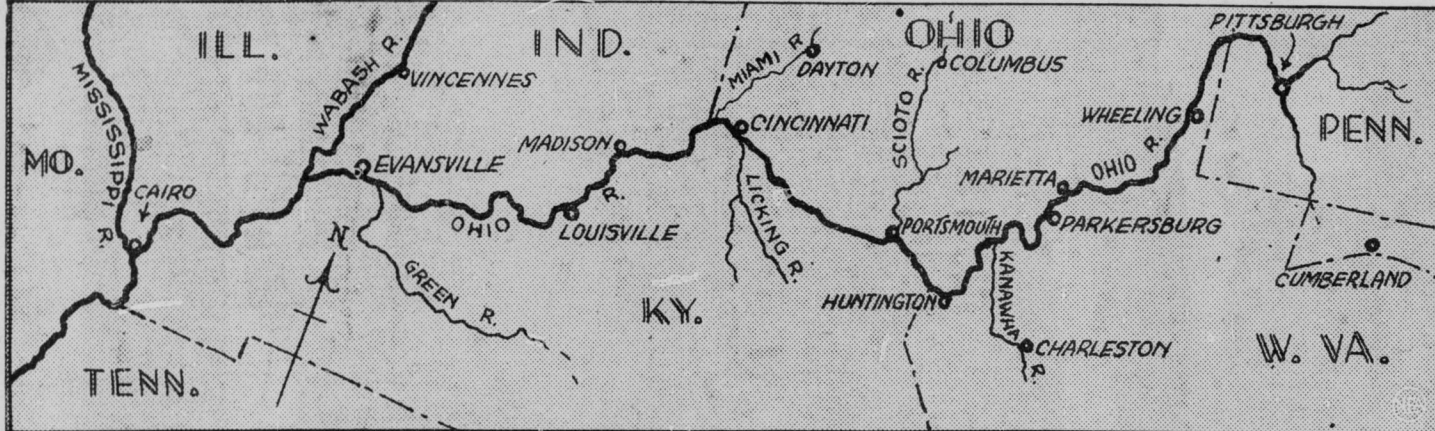 ILL.
IND.
OHIO
PITTSBURGH
MISSISSIPPI R.
WABASH R.
VINCENNES
MIAMI R.
DAYTON
SCIOTO R.
COLUMBUS
MO.
CAIRO
EVANSVILLE
MADISON
CINCINNATI
WHEELING
OHIO R.
PENN.
MARIETTA
OHIO R.
LOUISVILLE
LICKING R.
PORTSMOUTH
PARKERSBURG
N
GREEN R.
KY.
HUNTINGTON
KANAWHA R.
CUMBERLAND
TENN.
CHARLESTON
W. VA.
NEA